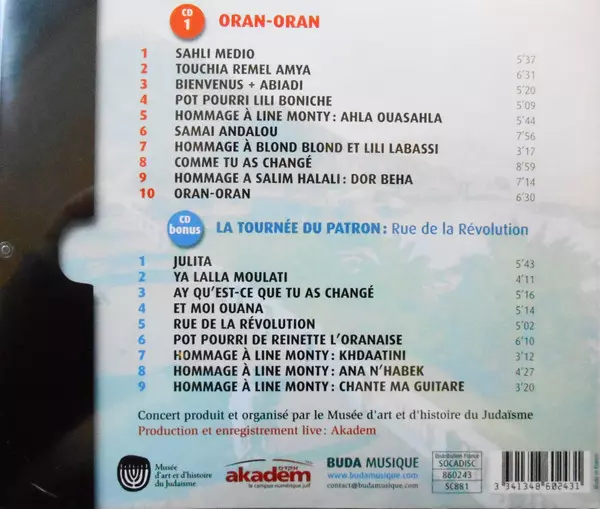 CD 1 ORAN-ORAN
1 SAHLI MEDIO 5'37
2 TOUCHIA REMEL AMYA 6'31
3 BIENVENUS + ABIADI 5'20
4 POT POURRI LILI BONICHE 5'09
5 HOMMAGE À LINE MONTY : AHLA OUASAHLA 5'44
6 SAMAI ANDALOU 7'56
7 HOMMAGE À BLOND BLOND ET LILI LABASSI 3'17
8 COMME TU AS CHANGÉ 8'59
9 HOMMAGE A SALIM HALALI : DOR BEHA 7'14
10 ORAN-ORAN 6'30
CD bonus LA TOURNÉE DU PATRON : Rue de la Révolution
1 JULITA 5'43
2 YA LALLA MOULATI 4'11
3 AY QU'EST-CE QUE TU AS CHANGÉ 5'16
4 ET MOI OUANA 5'14
5 RUE DE LA RÉVOLUTION 5'02
6 POT POURRI DE REINETTE L'ORANAISE 6'10
7 HOMMAGE À LINE MONTY : KHDAATINI 3'12
8 HOMMAGE À LINE MONTY : ANA N'HABEK 4'27
9 HOMMAGE À LINE MONTY : CHANTE MA GUITARE 3'20
Concert produit et organisé par le Musée d'art et d'histoire du Judaïsme
Production et enregistrement live : Akadem
Musée
d'art et d'histoire
du Judaïsme
akadem
le campus numérique juif
BUDA MUSIQUE
www.budamusique.com
contact@budamusique.com
Distribution France
SOCADISC
860243
SC881
3 341348 602431